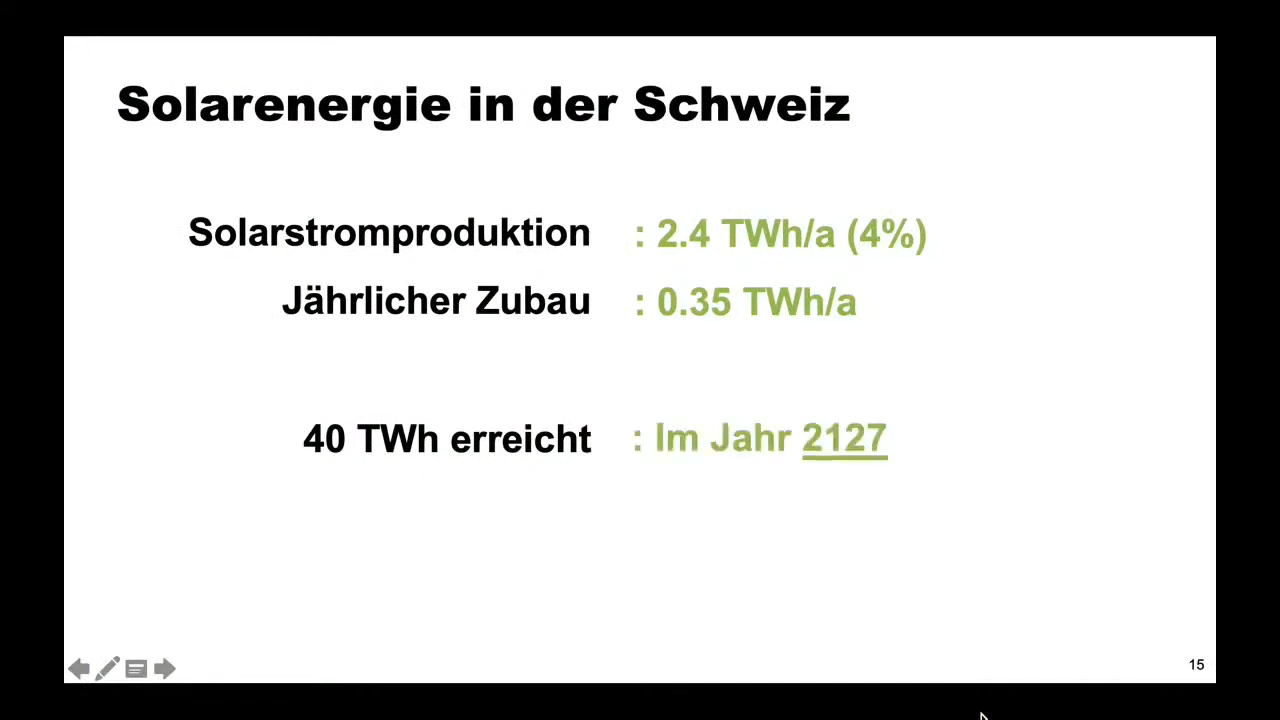 Solarenergie in der Schweiz
Solarstromproduktion : 2.4 TWh/a (4%)
Jährlicher Zubau : 0.35 TWh/a
40 TWh erreicht : Im Jahr 2127
15